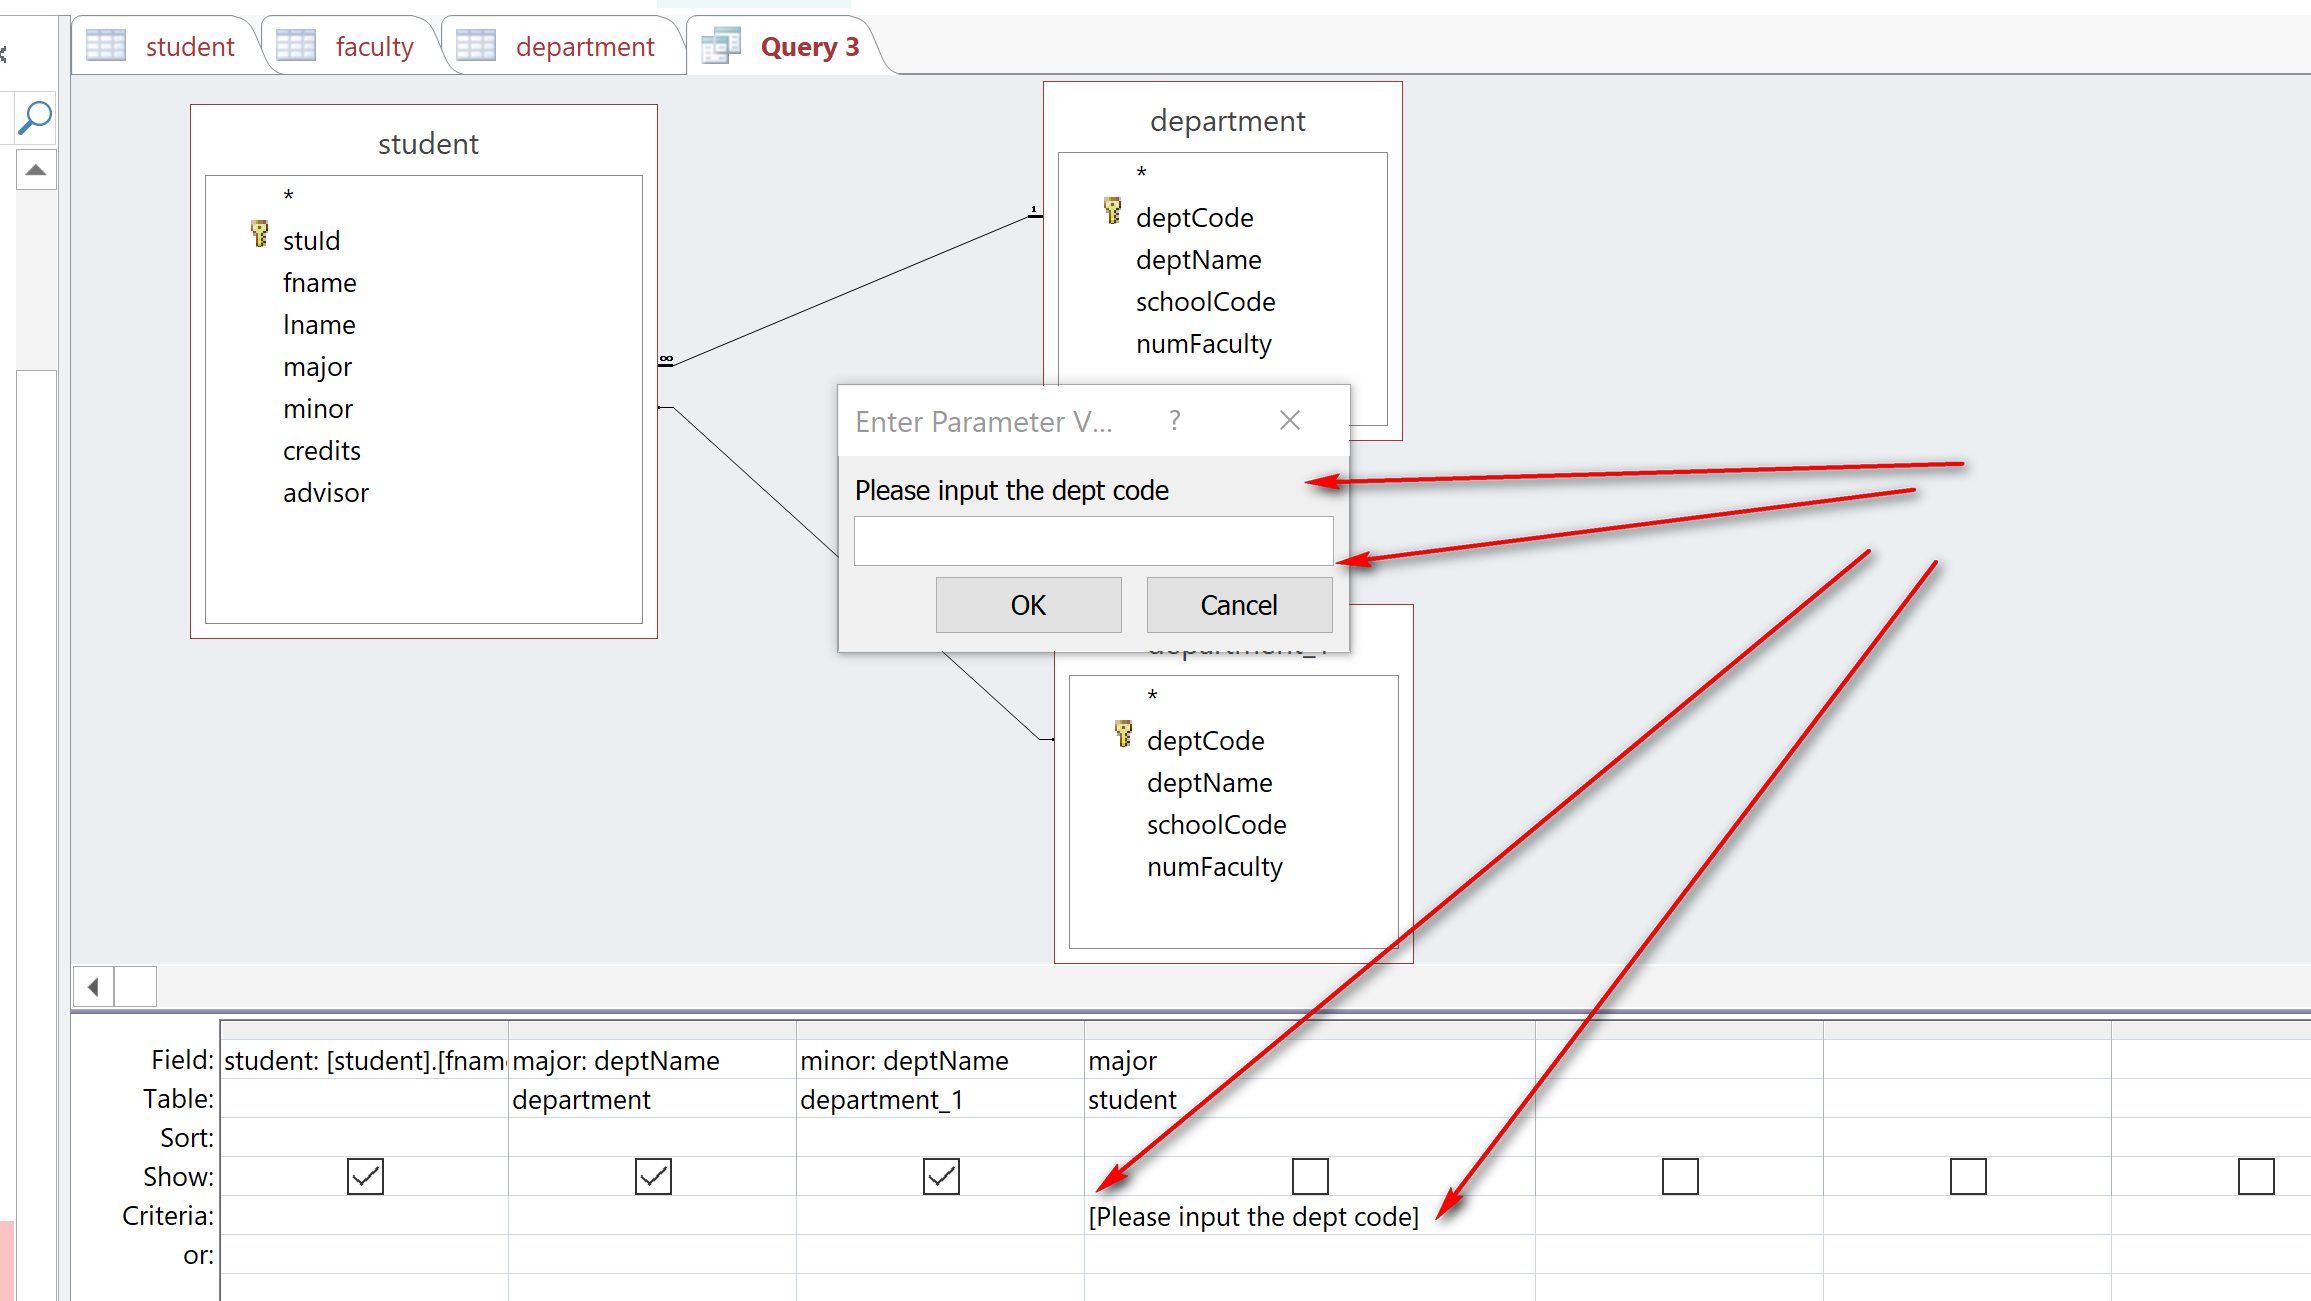 student faculty department Query 3
student
*
stuId
fname
lname
major
minor
credits
advisor
department
*
deptCode
deptName
schoolCode
numFaculty
1
∞
Enter Parameter V... ?
Please input the dept code
OK Cancel
department_1
*
deptCode
deptName
schoolCode
numFaculty
Field: student: [student].[fnam major: deptName minor: deptName major
Table: department department_1 student
Sort:
Show:
Criteria: [Please input the dept code]
or: